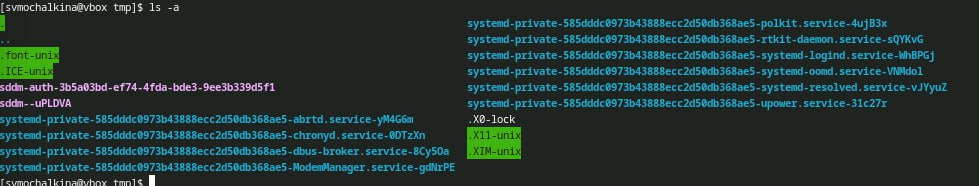 [svmochalkina@vbox tmp]$ ls -a
.
..
.font-unix
.ICE-unix
sddm-auth-3b5a03bd-ef74-4fda-bde3-9ee3b339d5f1
sddm--uPLDVA
systemd-private-585dddc0973b43888ecc2d50db368ae5-abrtd.service-yM4G6m
systemd-private-585dddc0973b43888ecc2d50db368ae5-chronyd.service-0DTzXn
systemd-private-585dddc0973b43888ecc2d50db368ae5-dbus-broker.service-8Cy5Oa
systemd-private-585dddc0973b43888ecc2d50db368ae5-ModemManager.service-gdNrPE
systemd-private-585dddc0973b43888ecc2d50db368ae5-polkit.service-4ujB3x
systemd-private-585dddc0973b43888ecc2d50db368ae5-rtkit-daemon.service-sQYKvG
systemd-private-585dddc0973b43888ecc2d50db368ae5-systemd-logind.service-WhBPGj
systemd-private-585dddc0973b43888ecc2d50db368ae5-systemd-oomd.service-VNMdol
systemd-private-585dddc0973b43888ecc2d50db368ae5-systemd-resolved.service-vJYyuZ
systemd-private-585dddc0973b43888ecc2d50db368ae5-upower.service-31c27r
.X0-lock
.X11-unix
.XIM-unix
[svmochalkina@vbox tmp]$